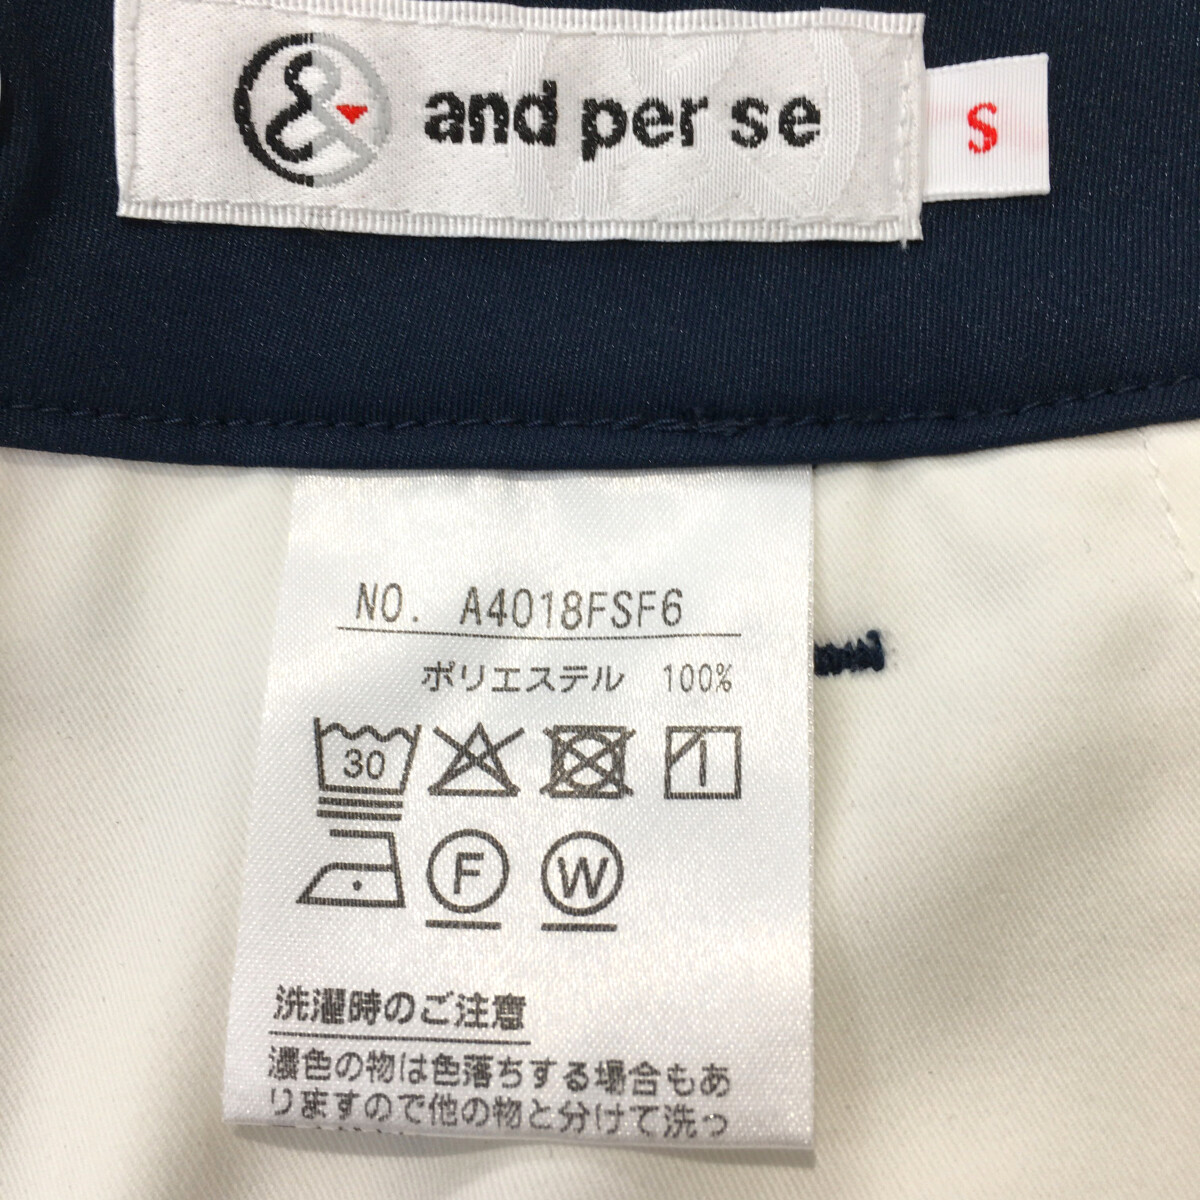 and per se
S
NO. A4018FSF6
ポリエステル 100%
30
F W
洗濯時のご注意
濃色の物は色落ちする場合もあ
りますので他の物と分けて洗っ